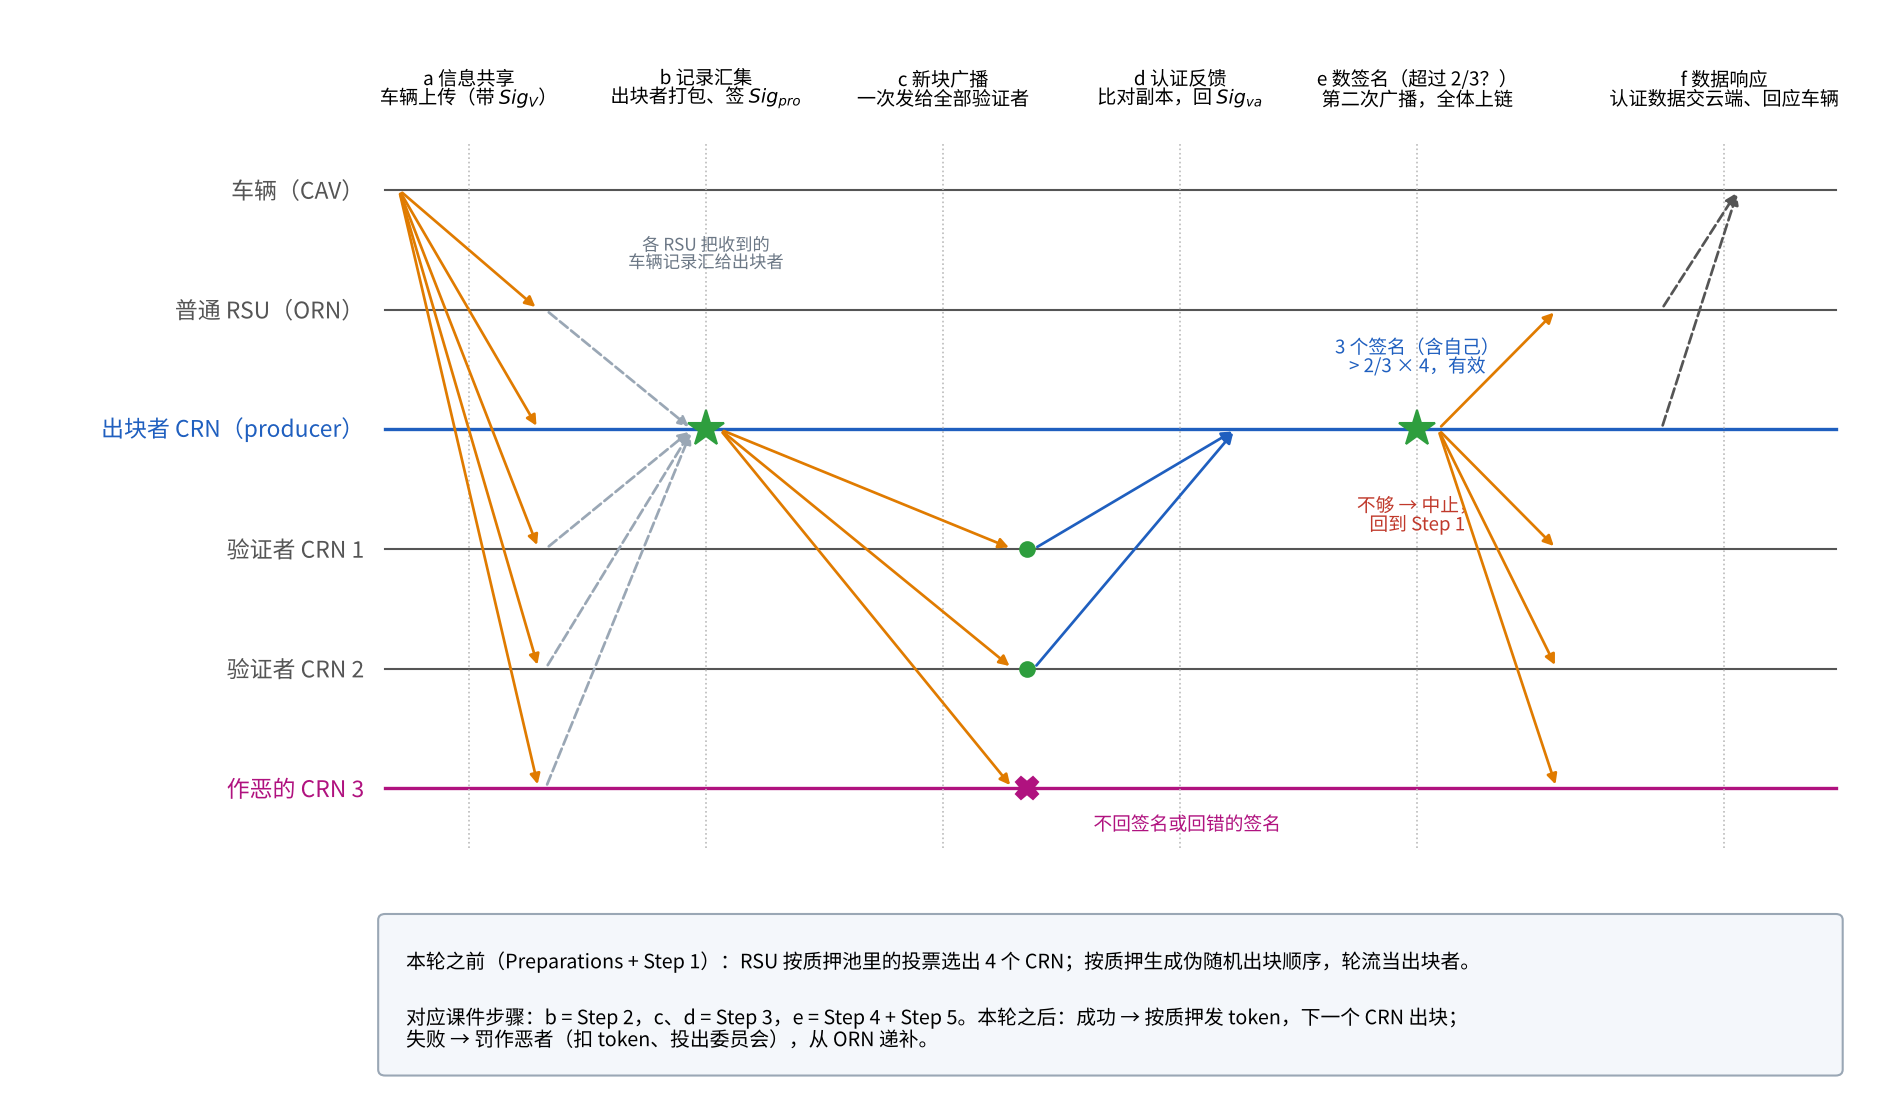 a 信息共享
车辆上传（带 Sig_V）
b 记录汇集
出块者打包、签 Sig_pro
c 新块广播
一次发给全部验证者
d 认证反馈
比对副本，回 Sig_va
e 数签名（超过 2/3？）
第二次广播，全体上链
f 数据响应
认证数据交云端、回应车辆
车辆（CAV）
各 RSU 把收到的
车辆记录汇给出块者
普通 RSU（ORN）
3 个签名（含自己）
> 2/3 × 4，有效
出块者 CRN（producer）
不够 → 中止，
回到 Step 1
验证者 CRN 1
验证者 CRN 2
作恶的 CRN 3
不回签名或回错的签名
本轮之前（Preparations + Step 1）：RSU 按质押池里的投票选出 4 个 CRN；按质押生成伪随机出块顺序，轮流当出块者。
对应课件步骤：b = Step 2，c、d = Step 3，e = Step 4 + Step 5。本轮之后：成功 → 按质押发 token，下一个 CRN 出块；
失败 → 罚作恶者（扣 token、投出委员会），从 ORN 递补。